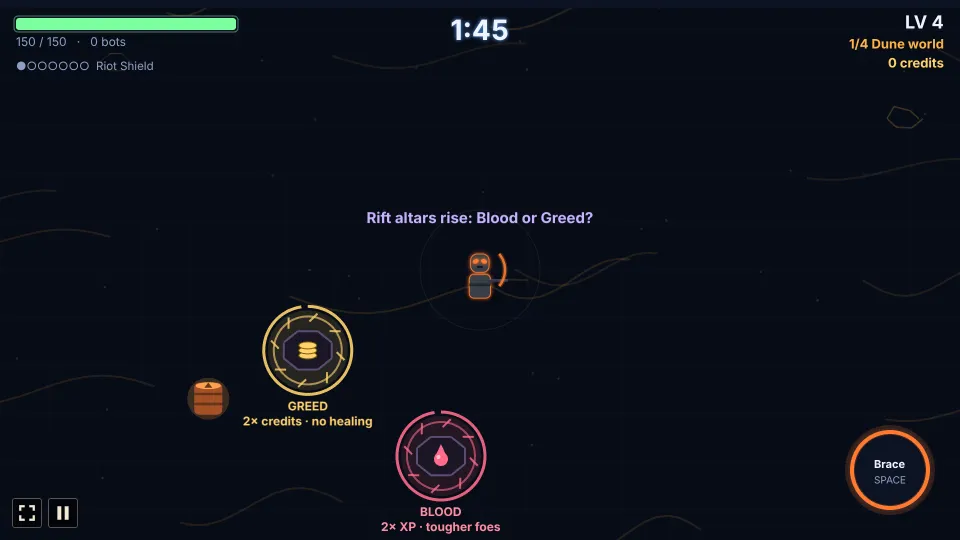 150 / 150 · 0 bots
Riot Shield
1:45
LV 4
1/4 Dune world
0 credits
Rift altars rise: Blood or Greed?
GREED
2× credits · no healing
BLOOD
2× XP · tougher foes
Brace
SPACE